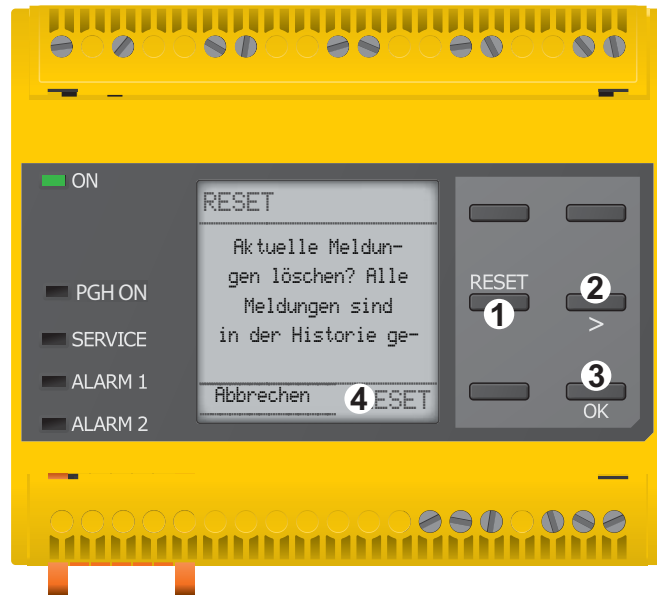 ON
PGH ON
SERVICE
ALARM 1
ALARM 2
RESET
Aktuelle Meldun-
gen löschen? Alle
Meldungen sind
in der Historie ge-
Abbrechen
4
ESET
RESET
1
2
>
3
OK